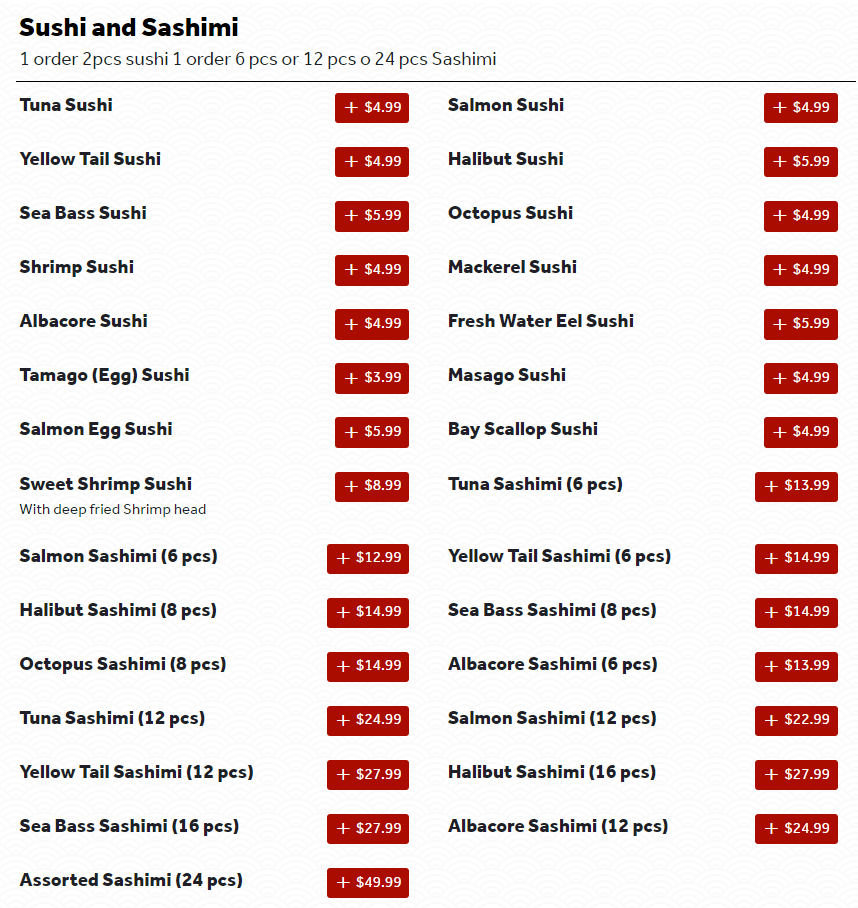 Sushi and Sashimi
1 order 2pcs sushi 1 order 6 pcs or 12 pcs o 24 pcs Sashimi
Tuna Sushi + $4.99 Salmon Sushi + $4.99
Yellow Tail Sushi + $4.99 Halibut Sushi + $5.99
Sea Bass Sushi + $5.99 Octopus Sushi + $4.99
Shrimp Sushi + $4.99 Mackerel Sushi + $4.99
Albacore Sushi + $4.99 Fresh Water Eel Sushi + $5.99
Tamago (Egg) Sushi + $3.99 Masago Sushi + $4.99
Salmon Egg Sushi + $5.99 Bay Scallop Sushi + $4.99
Sweet Shrimp Sushi + $8.99 Tuna Sashimi (6 pcs) + $13.99
With deep fried Shrimp head
Salmon Sashimi (6 pcs) + $12.99 Yellow Tail Sashimi (6 pcs) + $14.99
Halibut Sashimi (8 pcs) + $14.99 Sea Bass Sashimi (8 pcs) + $14.99
Octopus Sashimi (8 pcs) + $14.99 Albacore Sashimi (6 pcs) + $13.99
Tuna Sashimi (12 pcs) + $24.99 Salmon Sashimi (12 pcs) + $22.99
Yellow Tail Sashimi (12 pcs) + $27.99 Halibut Sashimi (16 pcs) + $27.99
Sea Bass Sashimi (16 pcs) + $27.99 Albacore Sashimi (12 pcs) + $24.99
Assorted Sashimi (24 pcs) + $49.99